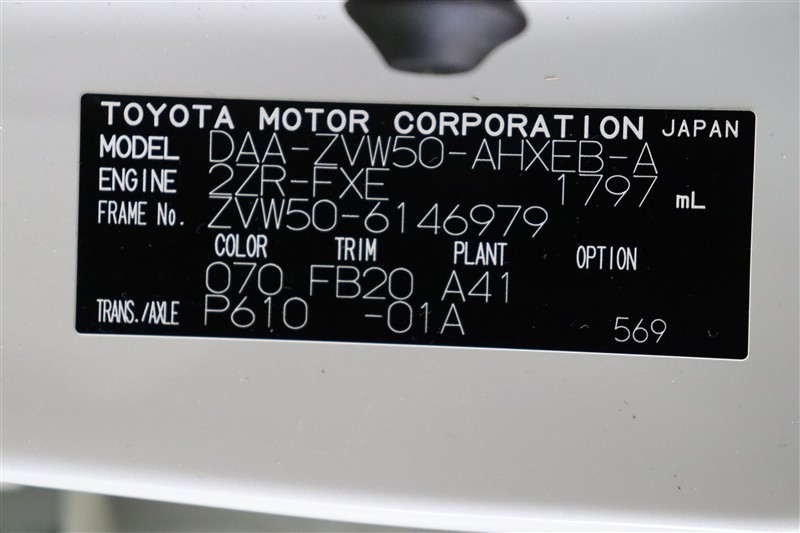 TOYOTA MOTOR CORPORATION JAPAN
MODEL DAA-ZVW50-AHXEB-A
ENGINE 2ZR-FXE 1797 mL
FRAME No. ZVW50-6146979
COLOR TRIM PLANT OPTION
070 FB20 A41
TRANS./AXLE P610 -01A 569